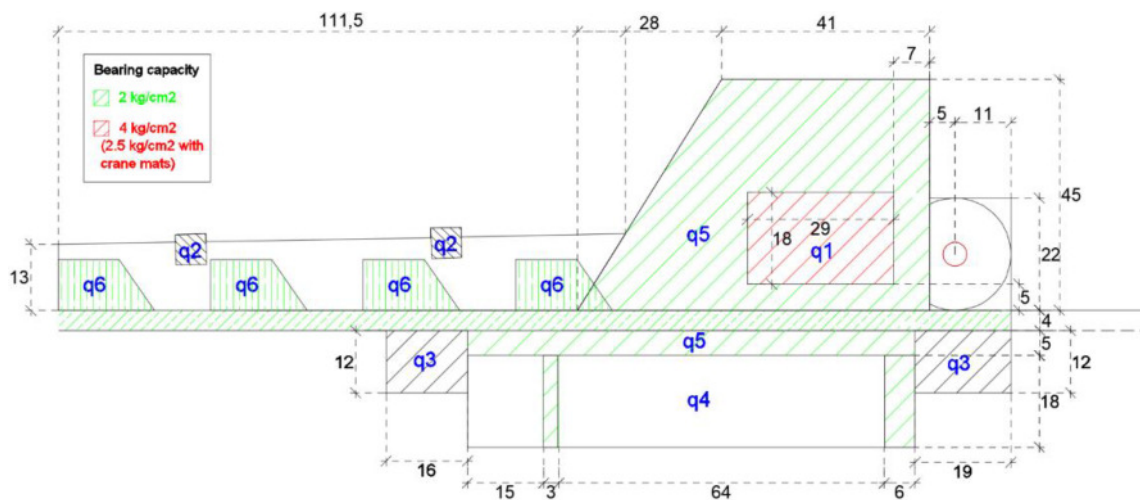 111,5
28
41
7
Bearing capacity
2 kg/cm2
4 kg/cm2
(2.5 kg/cm2 with
crane mats)
5
11
45
q2
q2
q5
29
18
q1
22
13
q6
q6
q6
q6
5
4
q5
5
12
q3
q3
12
q4
18
16
19
15
3
64
6